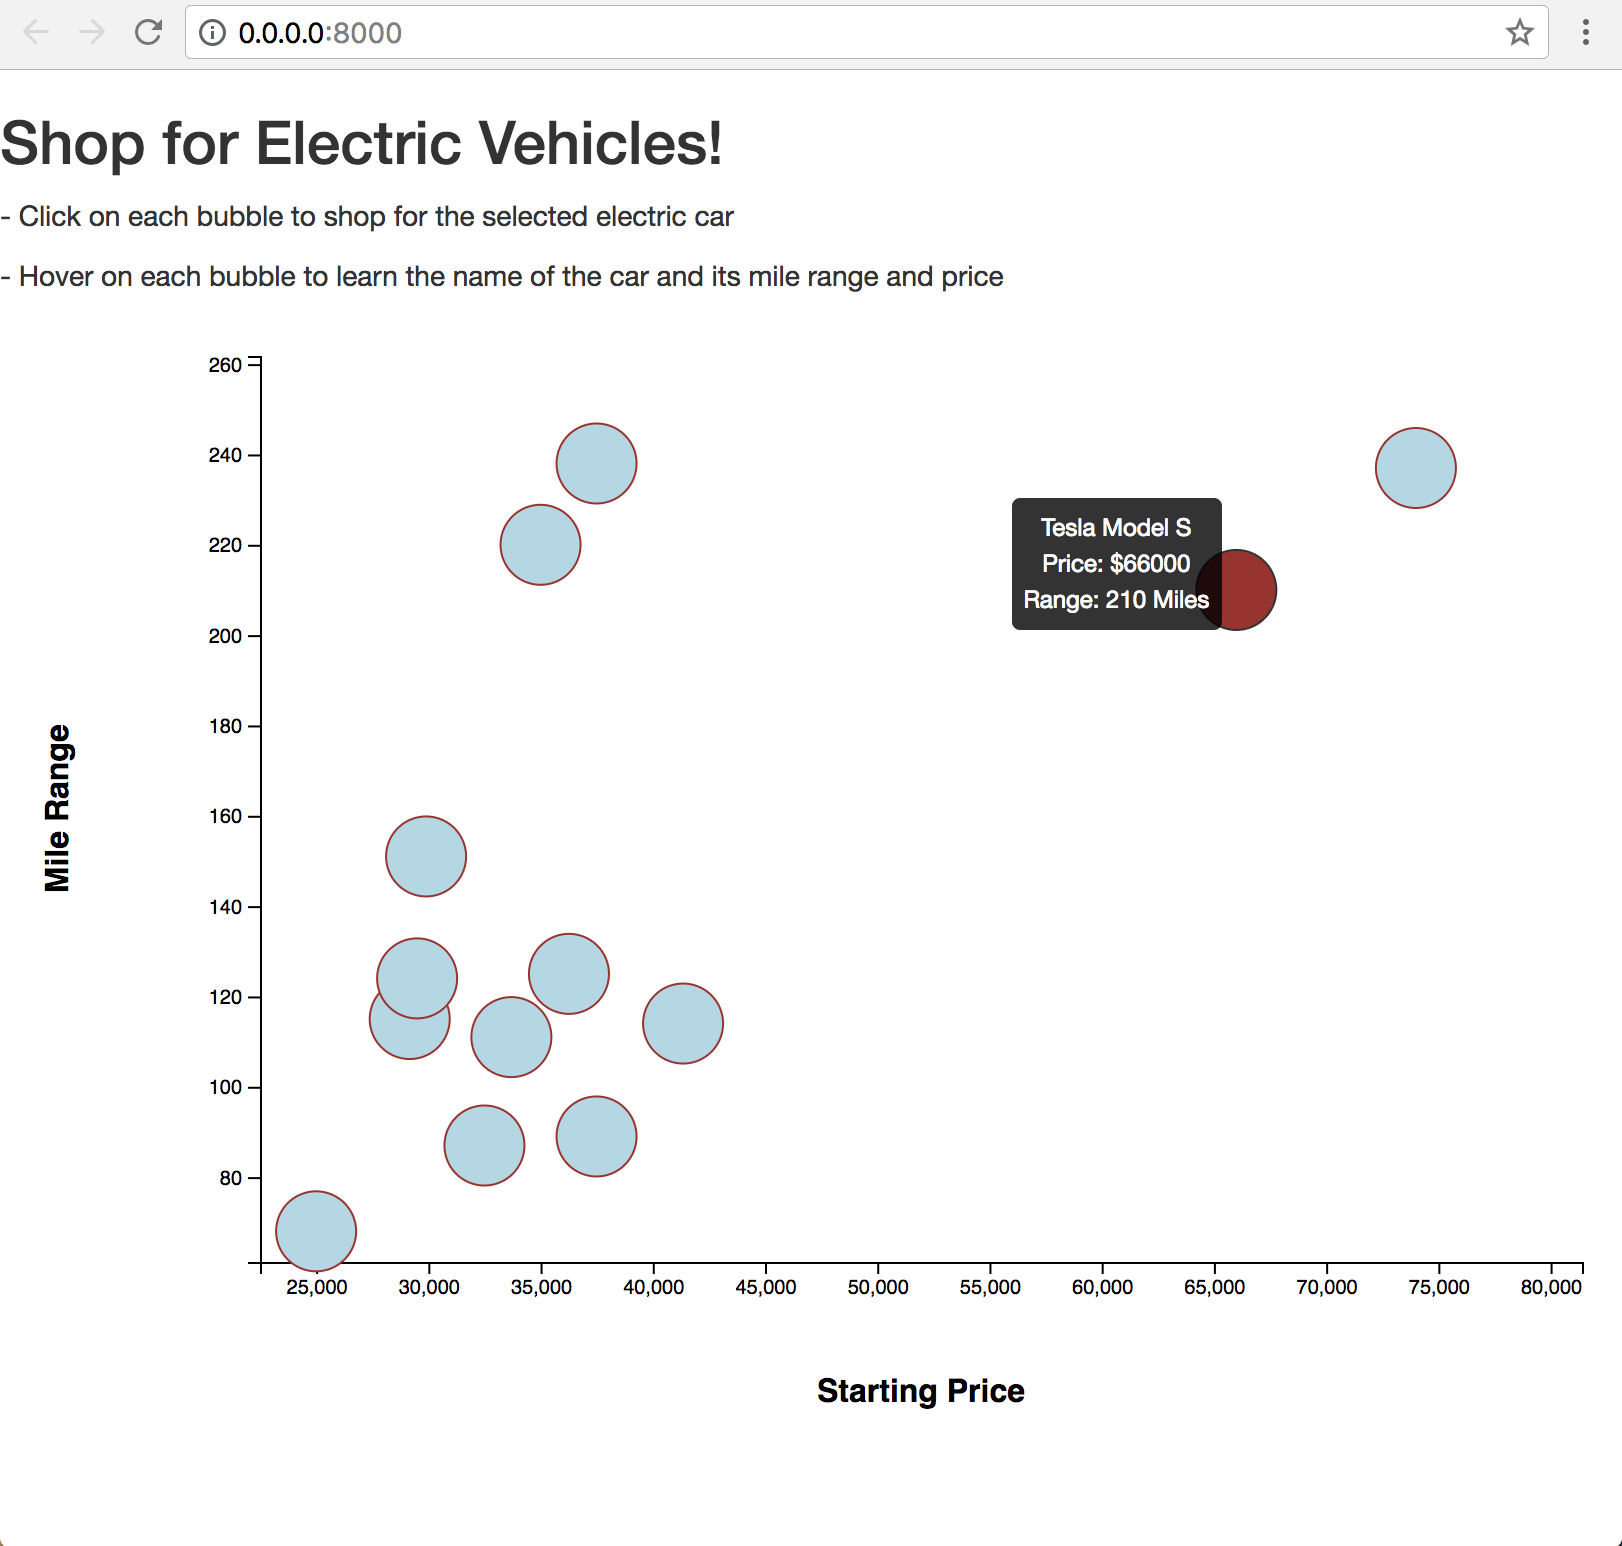 0.0.0.0:8000
Shop for Electric Vehicles!
- Click on each bubble to shop for the selected electric car
- Hover on each bubble to learn the name of the car and its mile range and price
260
240
220
200
180
160
140
120
100
80
Mile Range
Tesla Model S
Price: $66000
Range: 210 Miles
25,000 30,000 35,000 40,000 45,000 50,000 55,000 60,000 65,000 70,000 75,000 80,000
Starting Price